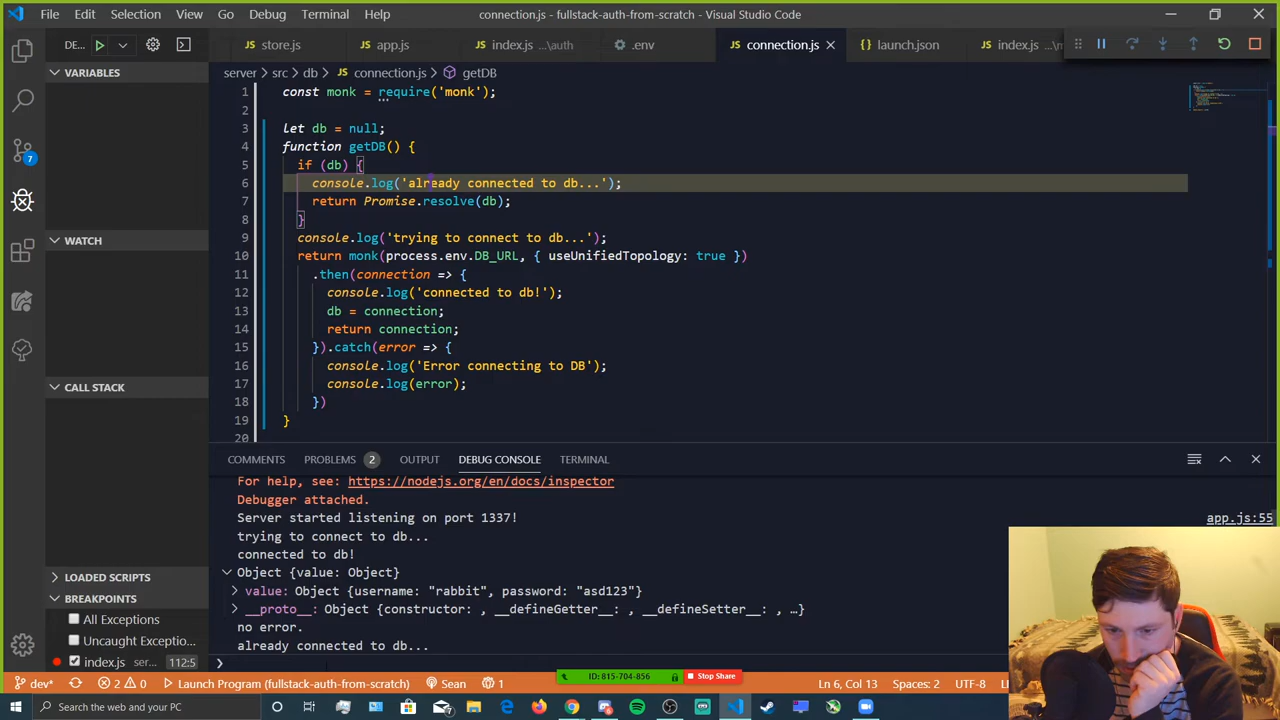 File Edit Selection View Go Debug Terminal Help connection.js - fullstack-auth-from-scratch - Visual Studio Code
DE... store.js app.js index.js ...\auth .env connection.js launch.json index.js
VARIABLES
server > src > db > connection.js > getDB
1 const monk = require('monk');
2
3 let db = null;
4 function getDB() {
5 if (db) {
6 console.log('already connected to db...');
7 return Promise.resolve(db);
8 }
9 console.log('trying to connect to db...');
10 return monk(process.env.DB_URL, { useUnifiedTopology: true })
11 .then(connection => {
12 console.log('connected to db!');
13 db = connection;
14 return connection;
15 }).catch(error => {
16 console.log('Error connecting to DB');
17 console.log(error);
18 })
19 }
20
7
WATCH
CALL STACK
LOADED SCRIPTS
BREAKPOINTS
All Exceptions
Uncaught Exceptio...
index.js ser... 112:5
COMMENTS PROBLEMS 2 OUTPUT DEBUG CONSOLE TERMINAL
For help, see: https://nodejs.org/en/docs/inspector
Debugger attached.
Server started listening on port 1337! app.js:55
trying to connect to db...
connected to db!
Object {value: Object}
value: Object {username: "rabbit", password: "asd123"}
__proto__: Object {constructor: , __defineGetter__: , __defineSetter__: , …}
no error.
already connected to db...
dev* 2 0 Launch Program (fullstack-auth-from-scratch) Sean 1 ID: 815-704-856 Stop Share Ln 6, Col 13 Spaces: 2 UTF-8
Search the web and your PC